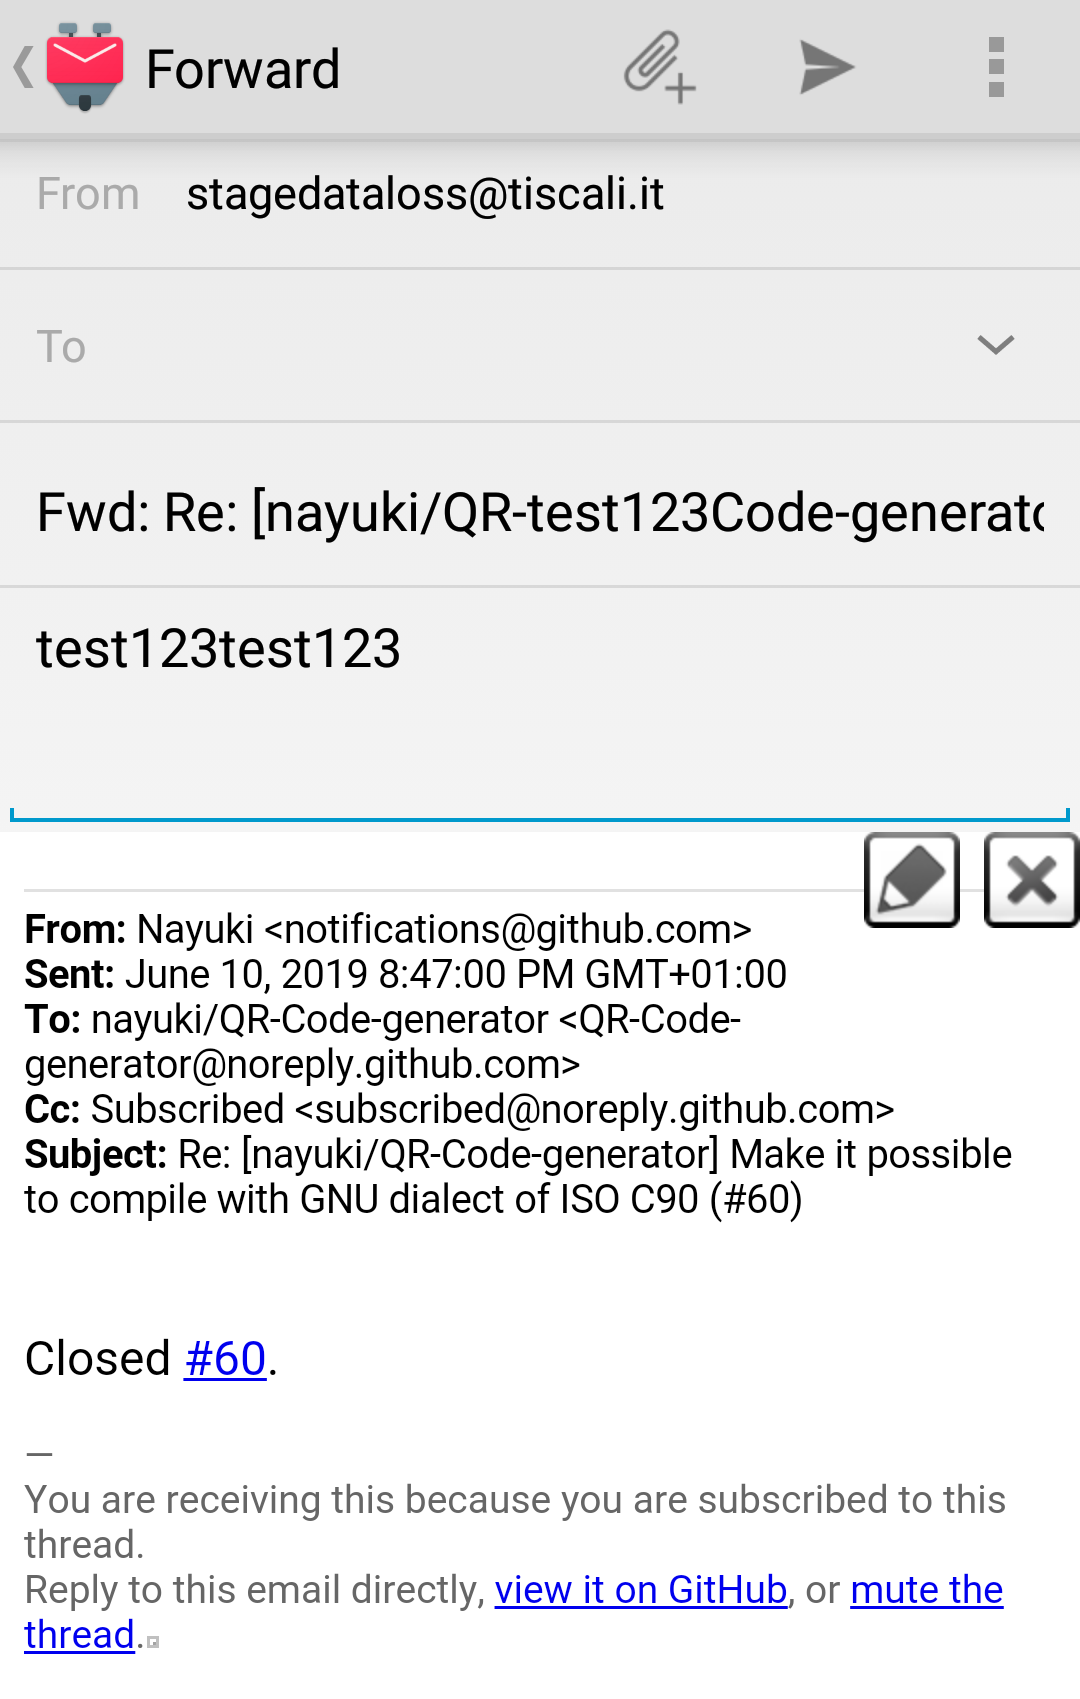 Forward
From stagedataloss@tiscali.it
To
Fwd: Re: [nayuki/QR-test123Code-generato
test123test123
From: Nayuki <notifications@github.com>
Sent: June 10, 2019 8:47:00 PM GMT+01:00
To: nayuki/QR-Code-generator <QR-Code-
generator@noreply.github.com>
Cc: Subscribed <subscribed@noreply.github.com>
Subject: Re: [nayuki/QR-Code-generator] Make it possible
to compile with GNU dialect of ISO C90 (#60)
Closed #60.
—
You are receiving this because you are subscribed to this
thread.
Reply to this email directly, view it on GitHub, or mute the
thread.